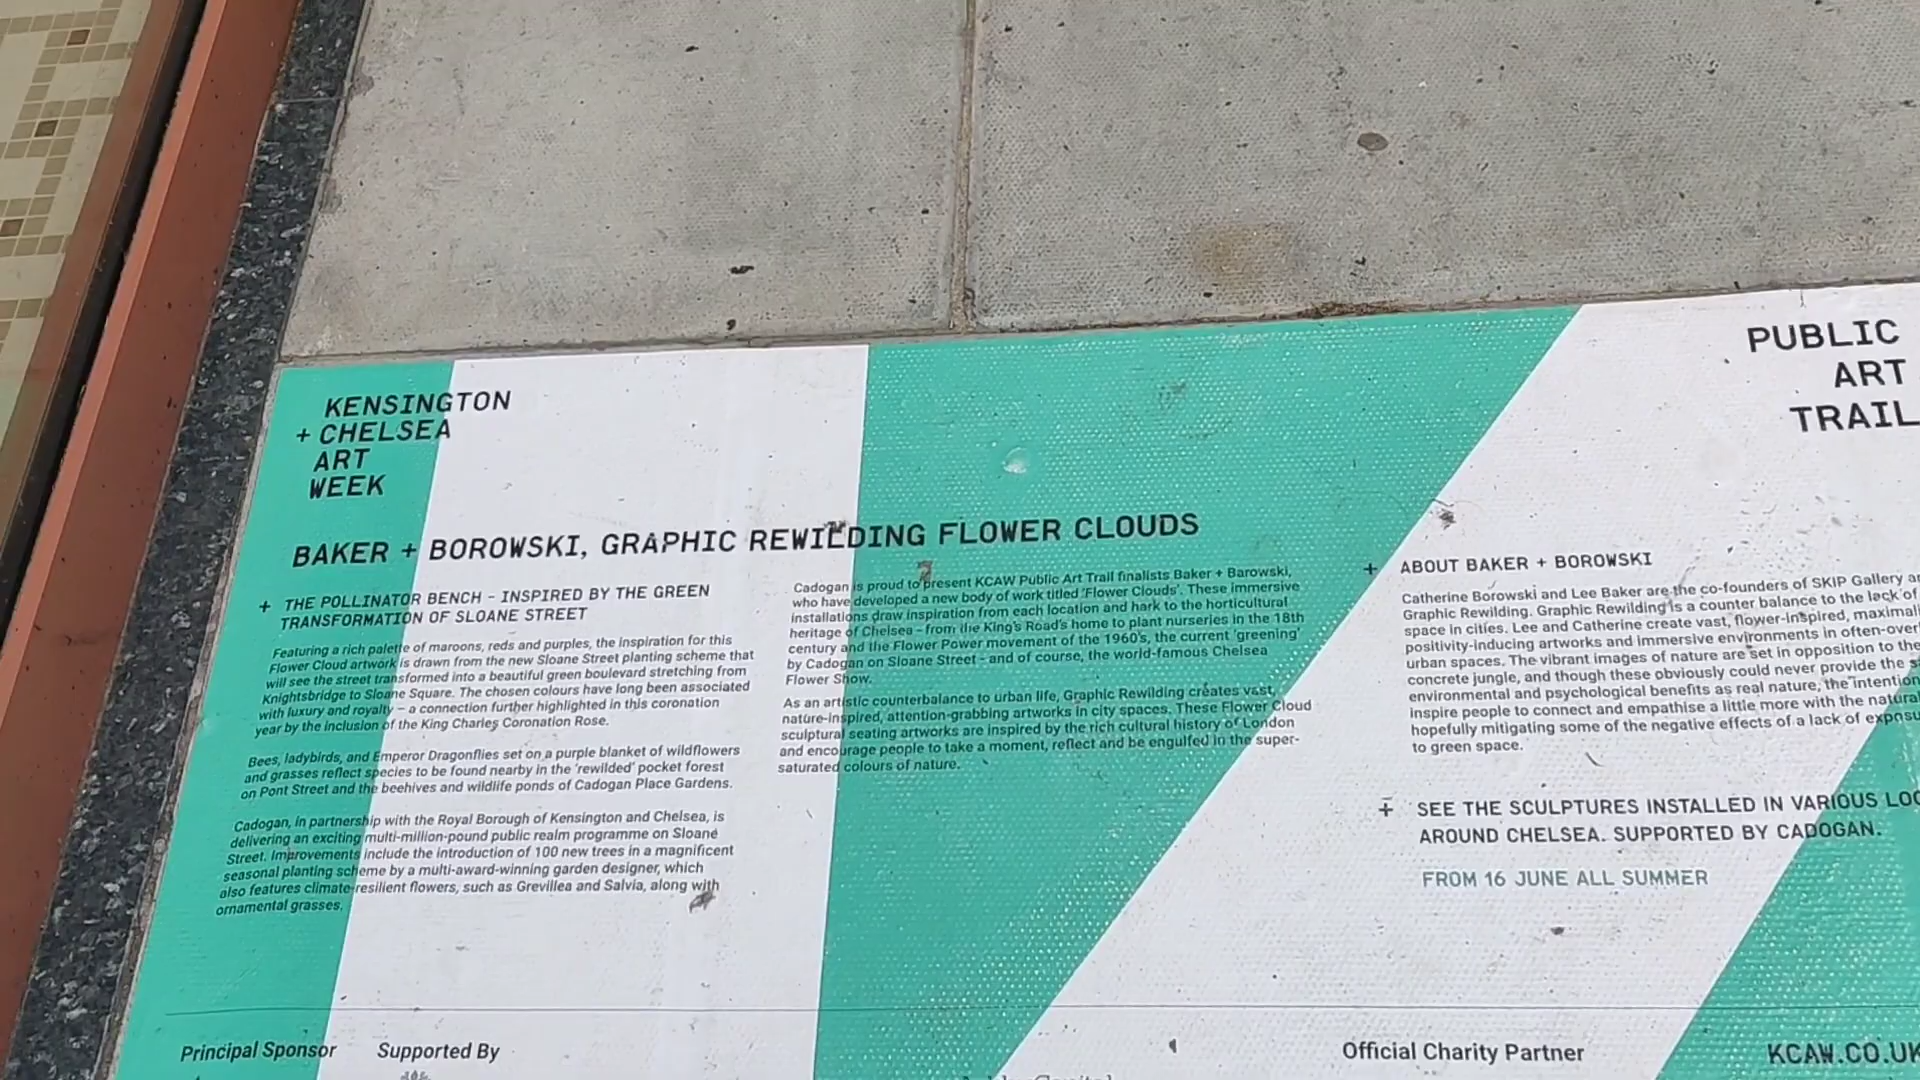 KENSINGTON
+ CHELSEA
ART
WEEK
PUBLIC
ART
TRAIL
BAKER + BOROWSKI, GRAPHIC REWILDING FLOWER CLOUDS
+ THE POLLINATOR BENCH – INSPIRED BY THE GREEN
TRANSFORMATION OF SLOANE STREET
Featuring a rich palette of maroons, reds and purples, the inspiration for this
Flower Cloud artwork is drawn from the new Sloane Street planting scheme that
will see the street transformed into a beautiful green boulevard stretching from
Knightsbridge to Sloane Square. The chosen colours have long been associated
with luxury and royalty – a connection further highlighted in this coronation
year by the inclusion of the King Charles Coronation Rose.
Bees, ladybirds, and Emperor Dragonflies set on a purple blanket of wildflowers
and grasses reflect species to be found nearby in the 'rewilded' pocket forest
on Pont Street and the beehives and wildlife ponds of Cadogan Place Gardens.
Cadogan, in partnership with the Royal Borough of Kensington and Chelsea, is
delivering an exciting multi-million-pound public realm programme on Sloane
Street. Improvements include the introduction of 100 new trees in a magnificent
seasonal planting scheme by a multi-award-winning garden designer, which
also features climate-resilient flowers, such as Grevillea and Salvia, along with
ornamental grasses.
Cadogan is proud to present KCAW Public Art Trail finalists Baker + Barowski,
who have developed a new body of work titled 'Flower Clouds'. These immersive
installations draw inspiration from each location and hark to the horticultural
heritage of Chelsea - from the King's Road's home to plant nurseries in the 18th
century and the Flower Power movement of the 1960's, the current 'greening'
by Cadogan on Sloane Street - and of course, the world-famous Chelsea
Flower Show.
As an artistic counterbalance to urban life, Graphic Rewilding creates vast,
nature-inspired, attention-grabbing artworks in city spaces. These Flower Cloud
sculptural seating artworks are inspired by the rich cultural history of London
and encourage people to take a moment, reflect and be engulfed in the super-
saturated colours of nature.
+ ABOUT BAKER + BOROWSKI
Catherine Borowski and Lee Baker are the co-founders of SKIP Gallery
Graphic Rewilding. Graphic Rewilding is a counter balance to the lack of
space in cities. Lee and Catherine create vast, flower-inspired,
positivity-inducing artworks and immersive environments in
urban spaces. The vibrant images of nature are set in opposition to the
concrete jungle, and though these obviously could never provide the
environmental and psychological benefits as real nature, the intention
inspire people to connect and empathise a little more with the natural
hopefully mitigating some of the negative effects of a lack of
to green space.
+ SEE THE SCULPTURES INSTALLED IN VARIOUS
AROUND CHELSEA. SUPPORTED BY CADOGAN.
FROM 16 JUNE ALL SUMMER
Principal Sponsor
Supported By
Official Charity Partner
KCAW.CO.UK